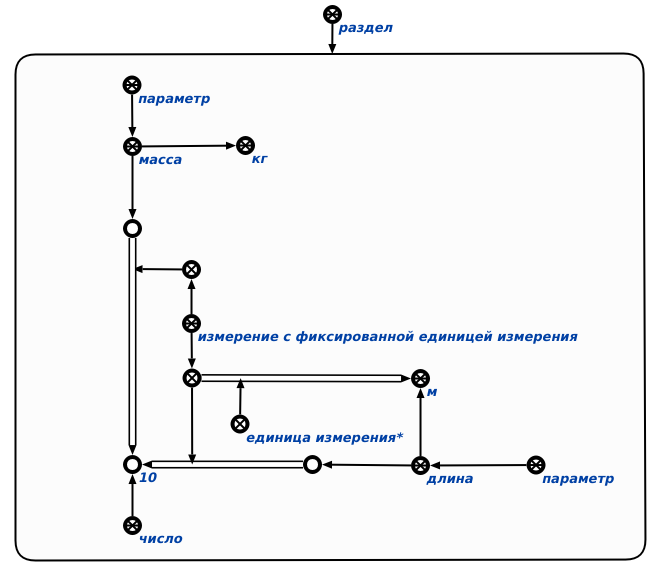 раздел
параметр
масса
кг
измерение с фиксированной единицей измерения
м
единица измерения*
10
длина
параметр
число